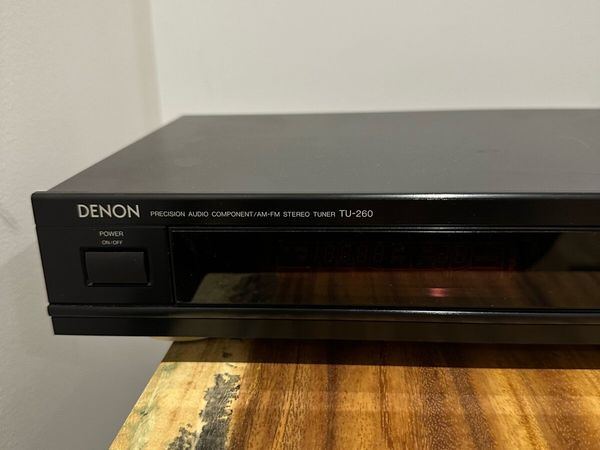 DENON PRECISION AUDIO COMPONENT/AM-FM STEREO TUNER TU-260
POWER
ON/OFF